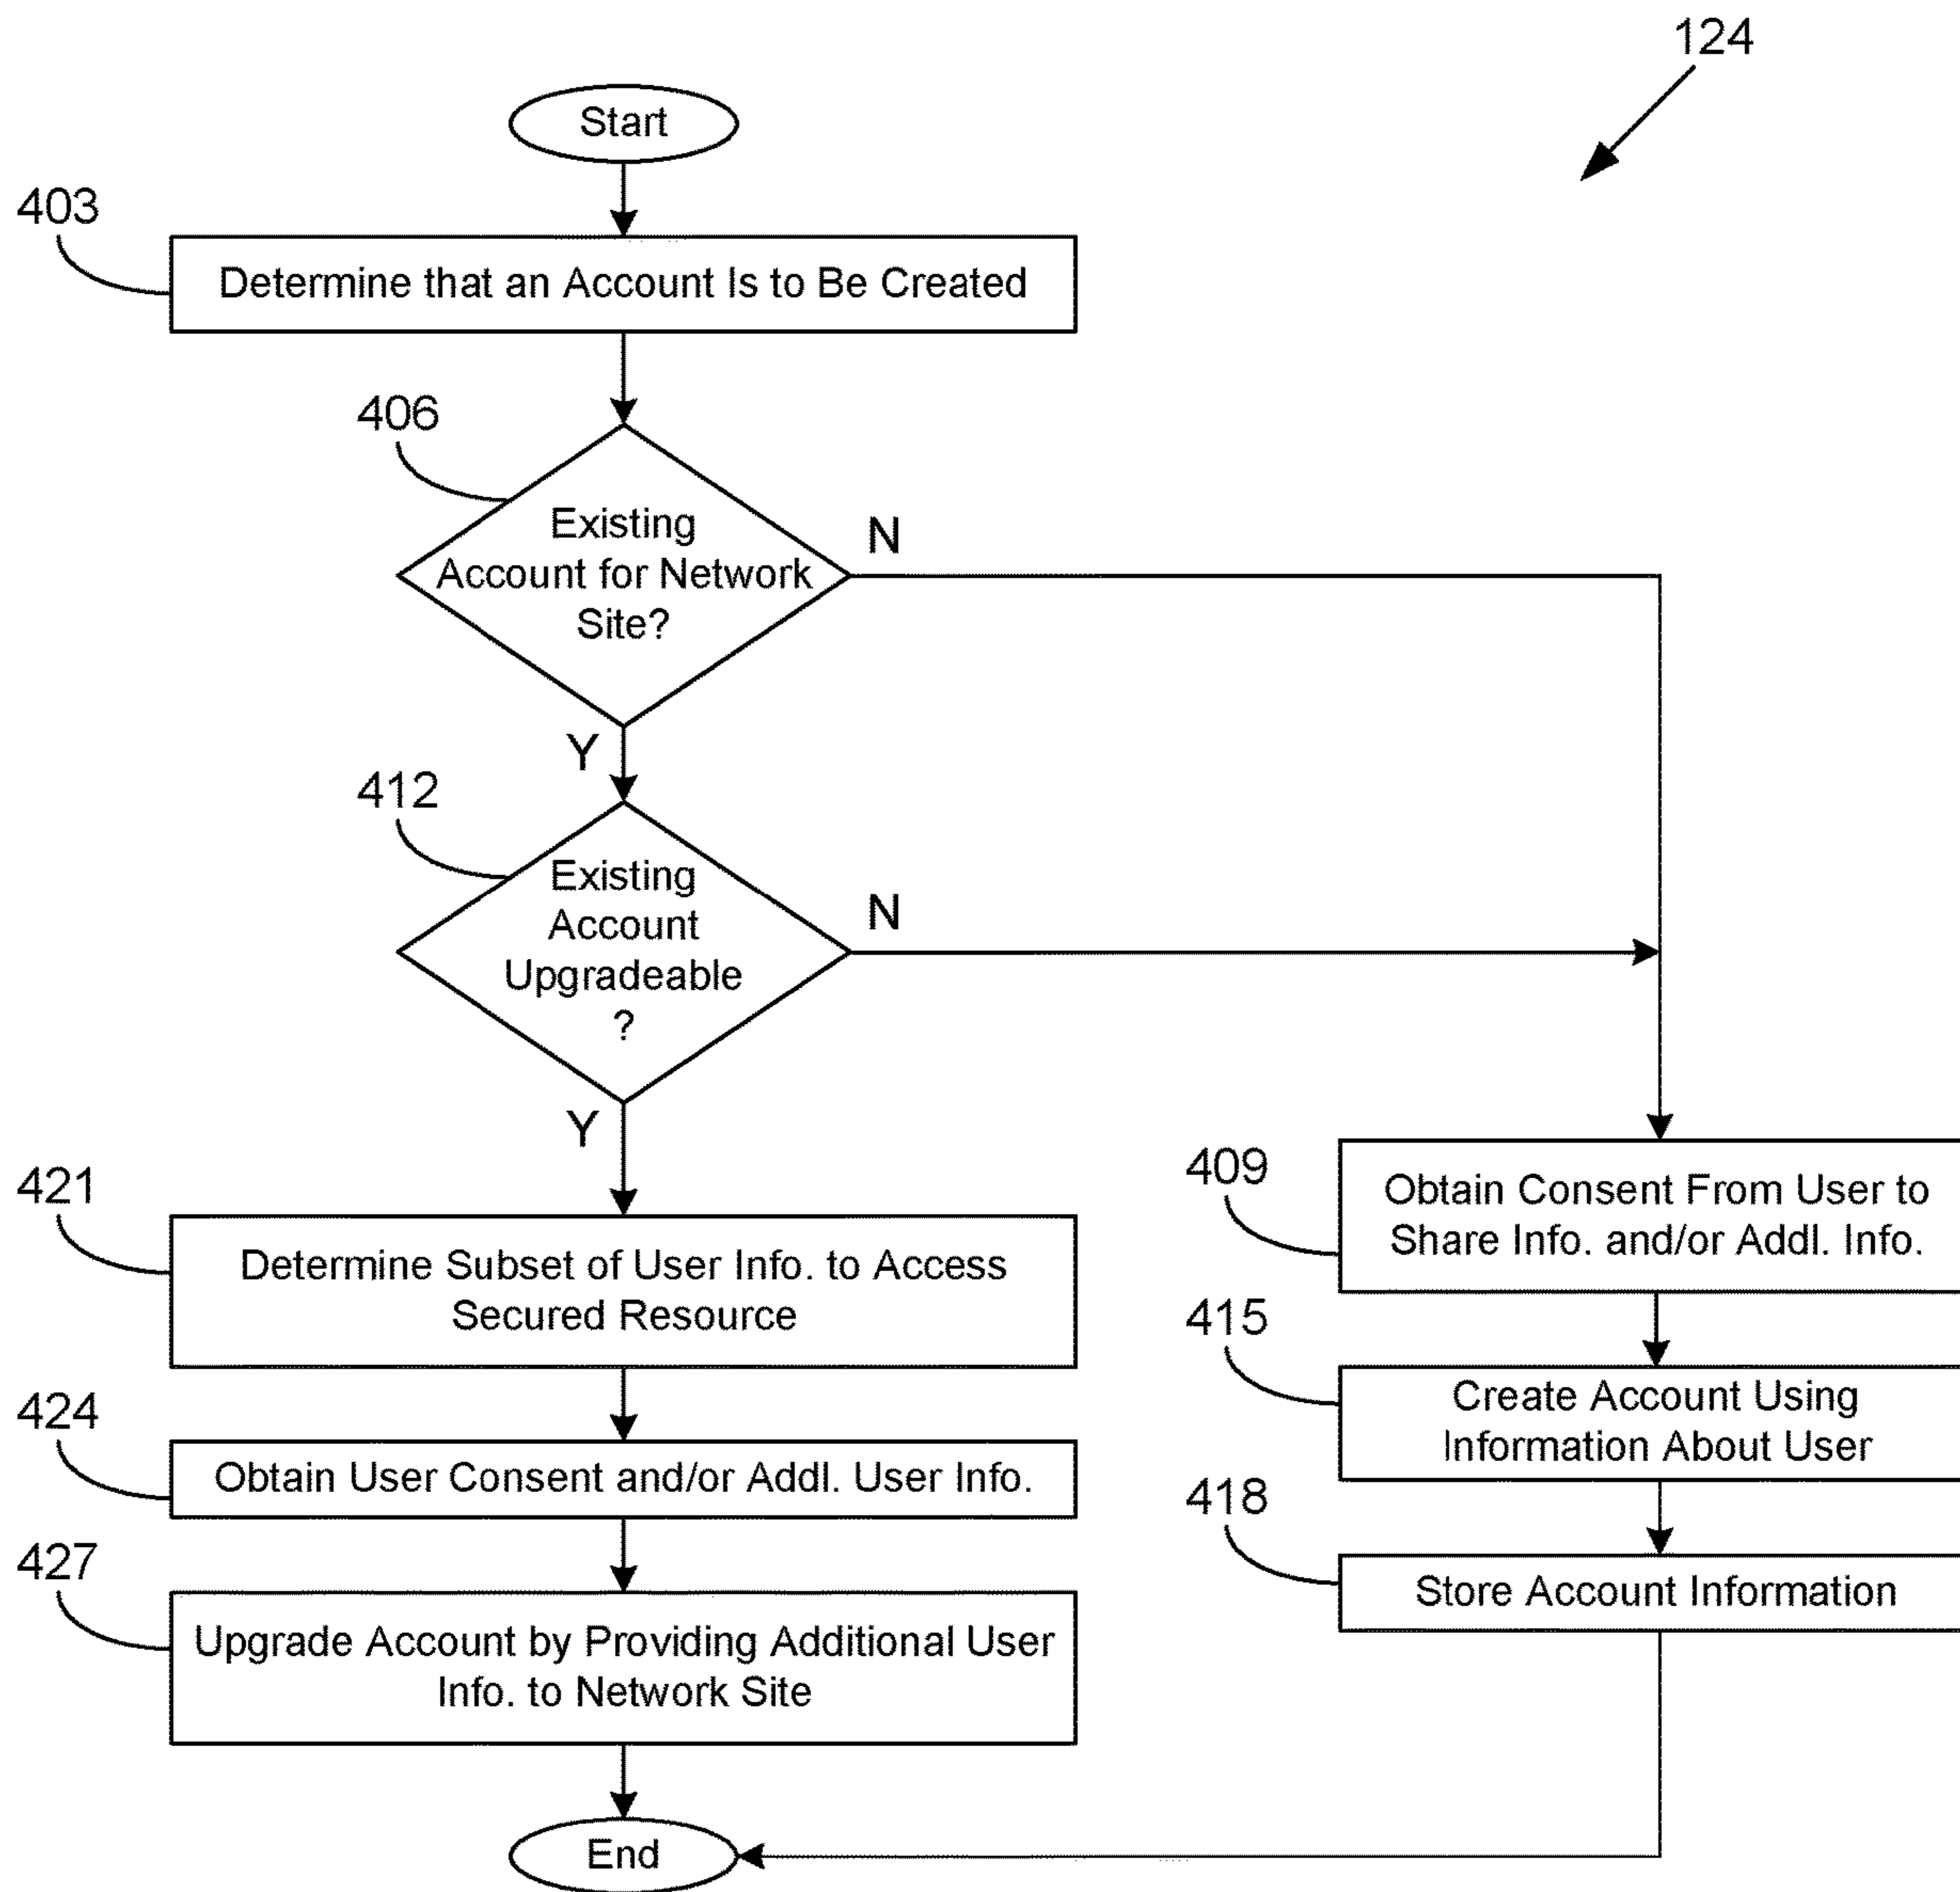 124
Start
403
Determine that an Account Is to Be Created
406
Existing
Account for Network
Site?
N
Y
412
Existing
Account
Upgradeable
?
N
Y
421
Determine Subset of User Info. to Access
Secured Resource
424
Obtain User Consent and/or Addl. User Info.
427
Upgrade Account by Providing Additional User
Info. to Network Site
409
Obtain Consent From User to
Share Info. and/or Addl. Info.
415
Create Account Using
Information About User
418
Store Account Information
End